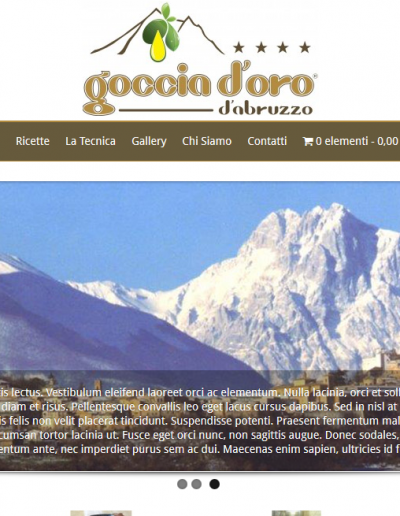 goccia d'oro®
d'abruzzo
Ricette La Tecnica Gallery Chi Siamo Contatti 0 elementi - 0,00
is lectus. Vestibulum eleifend laoreet orci ac elementum. Nulla lacinia, orci et soll
diam et risus. Pellentesque convallis leo eget lacus cursus dapibus. Sed in nisl at
is felis non velit placerat tincidunt. Suspendisse potenti. Praesent fermentum mal
cumsan tortor lacinia ut. Fusce eget orci nunc, non sagittis augue. Donec sodales,
entum ante, nec imperdiet purus sem ac dui. Maecenas enim sapien, ultricies id f